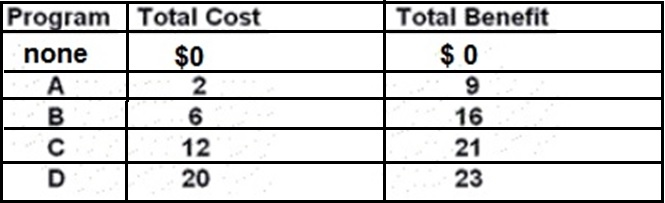 Program Total Cost Total Benefit
none $0 $ 0
A 2 9
B 6 16
C 12 21
D 20 23